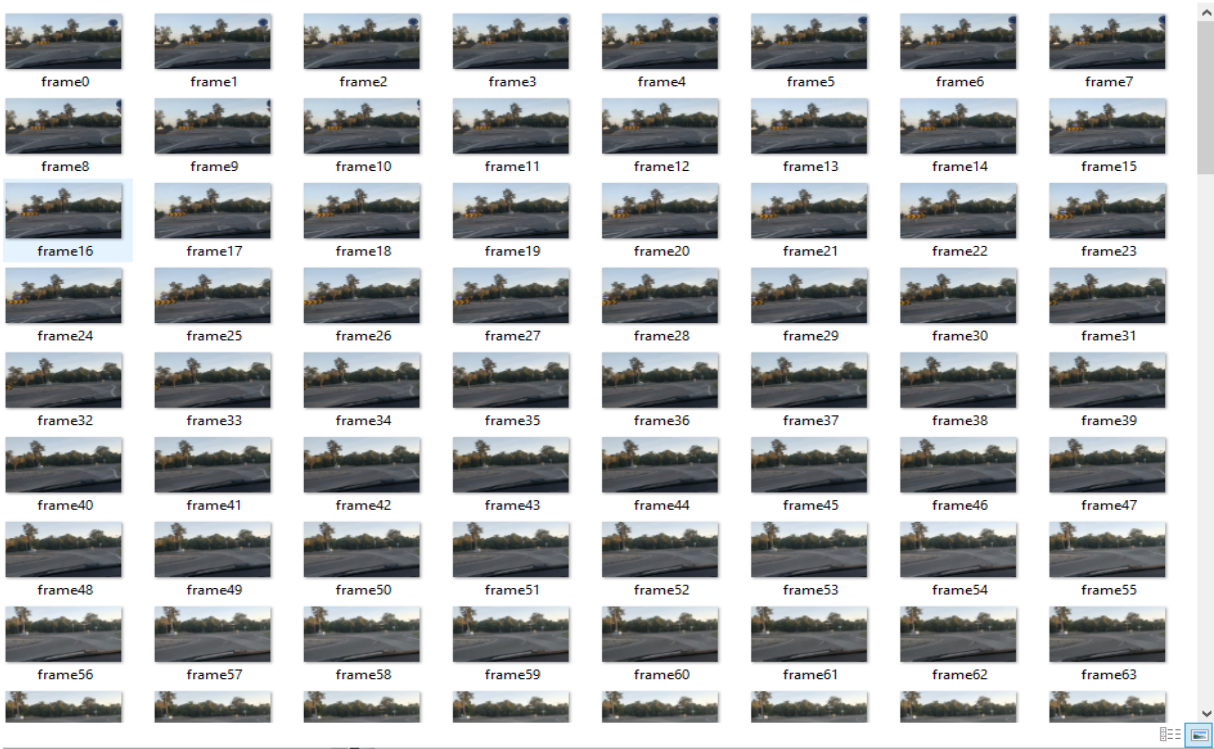 frame0 frame1 frame2 frame3 frame4 frame5 frame6 frame7
frame8 frame9 frame10 frame11 frame12 frame13 frame14 frame15
frame16 frame17 frame18 frame19 frame20 frame21 frame22 frame23
frame24 frame25 frame26 frame27 frame28 frame29 frame30 frame31
frame32 frame33 frame34 frame35 frame36 frame37 frame38 frame39
frame40 frame41 frame42 frame43 frame44 frame45 frame46 frame47
frame48 frame49 frame50 frame51 frame52 frame53 frame54 frame55
frame56 frame57 frame58 frame59 frame60 frame61 frame62 frame63